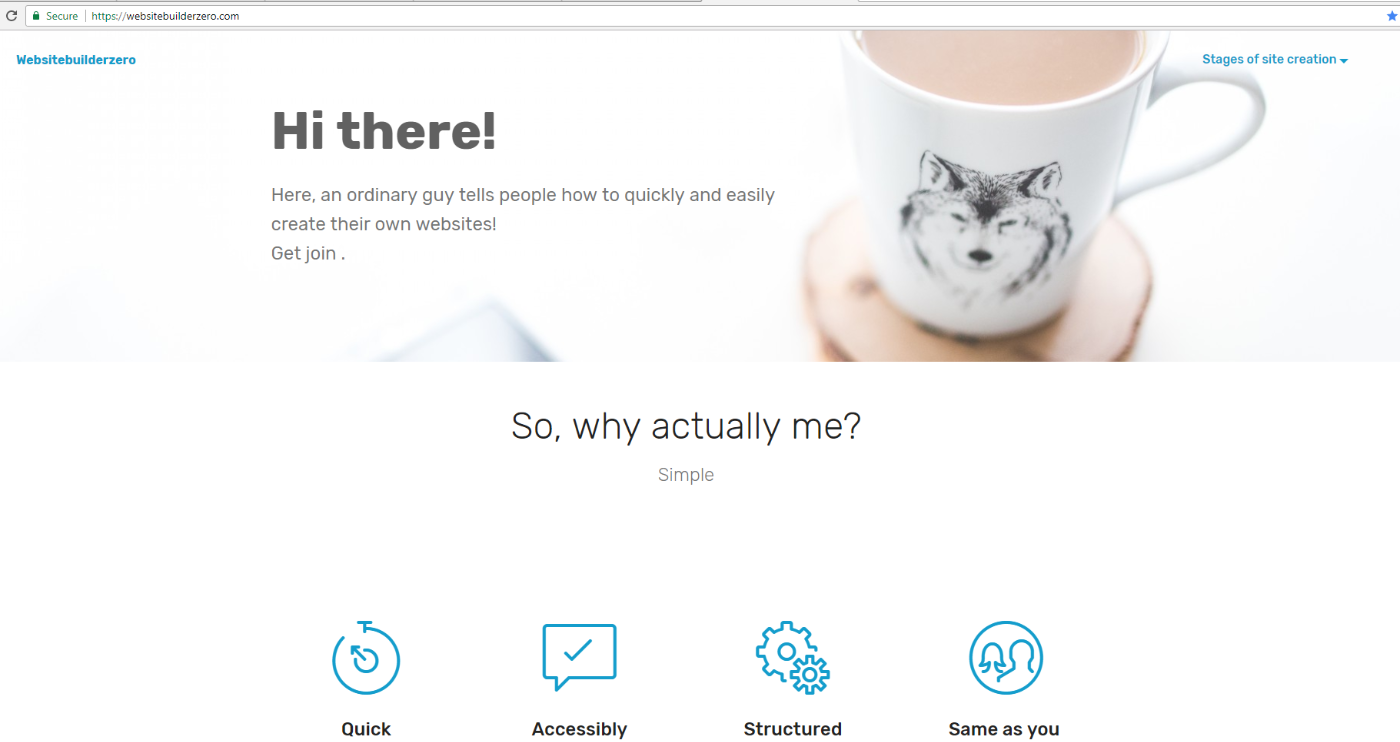 Secure
https://websitebuilderzero.com
Websitebuilderzero
Stages of site creation
Hi there!
Here, an ordinary guy tells people how to quickly and easily
create their own websites!
Get join .
So, why actually me?
Simple
Quick
Accessibly
Structured
Same as you